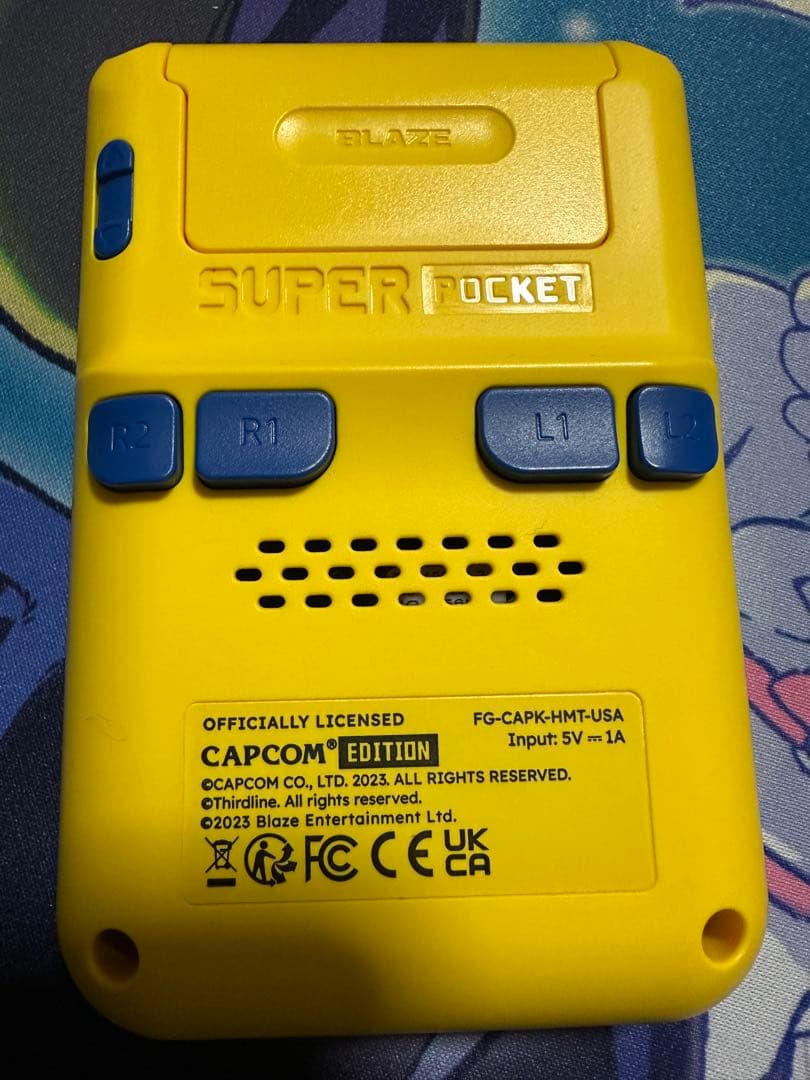 BLAZE
SUPER POCKET
R2 R1 L1 L2
OFFICIALLY LICENSED
FG-CAPK-HMT-USA
CAPCOM® EDITION
Input: 5V ⎓ 1A
©CAPCOM CO., LTD. 2023. ALL RIGHTS RESERVED.
©Thirdline. All rights reserved.
©2023 Blaze Entertainment Ltd.
FC CE UK
CA